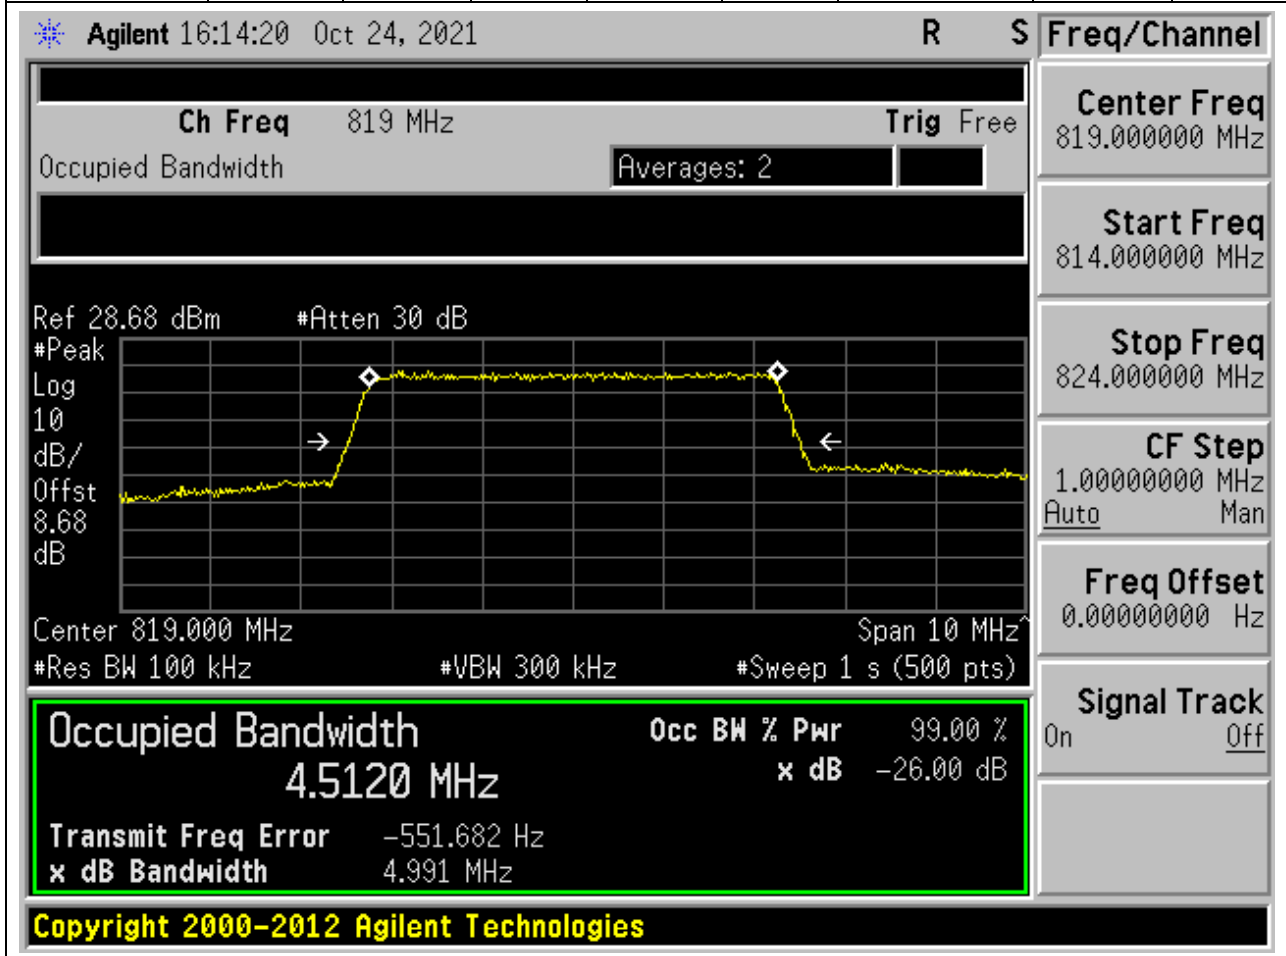 Agilent 16:14:20 Oct 24, 2021 R S
Freq/Channel
Ch Freq 819 MHz Trig Free
Occupied Bandwidth Averages: 2
Center Freq
819.000000 MHz
Start Freq
814.000000 MHz
Stop Freq
824.000000 MHz
CF Step
1.00000000 MHz
Auto Man
Freq Offset
0.00000000 Hz
Signal Track
On Off
Ref 28.68 dBm #Atten 30 dB
#Peak
Log
10
dB/
Offst
8.68
dB
Center 819.000 MHz Span 10 MHz^
#Res BW 100 kHz #VBW 300 kHz #Sweep 1 s (500 pts)
Occupied Bandwidth Occ BW % Pwr 99.00 %
4.5120 MHz x dB -26.00 dB
Transmit Freq Error -551.682 Hz
x dB Bandwidth 4.991 MHz
Copyright 2000-2012 Agilent Technologies